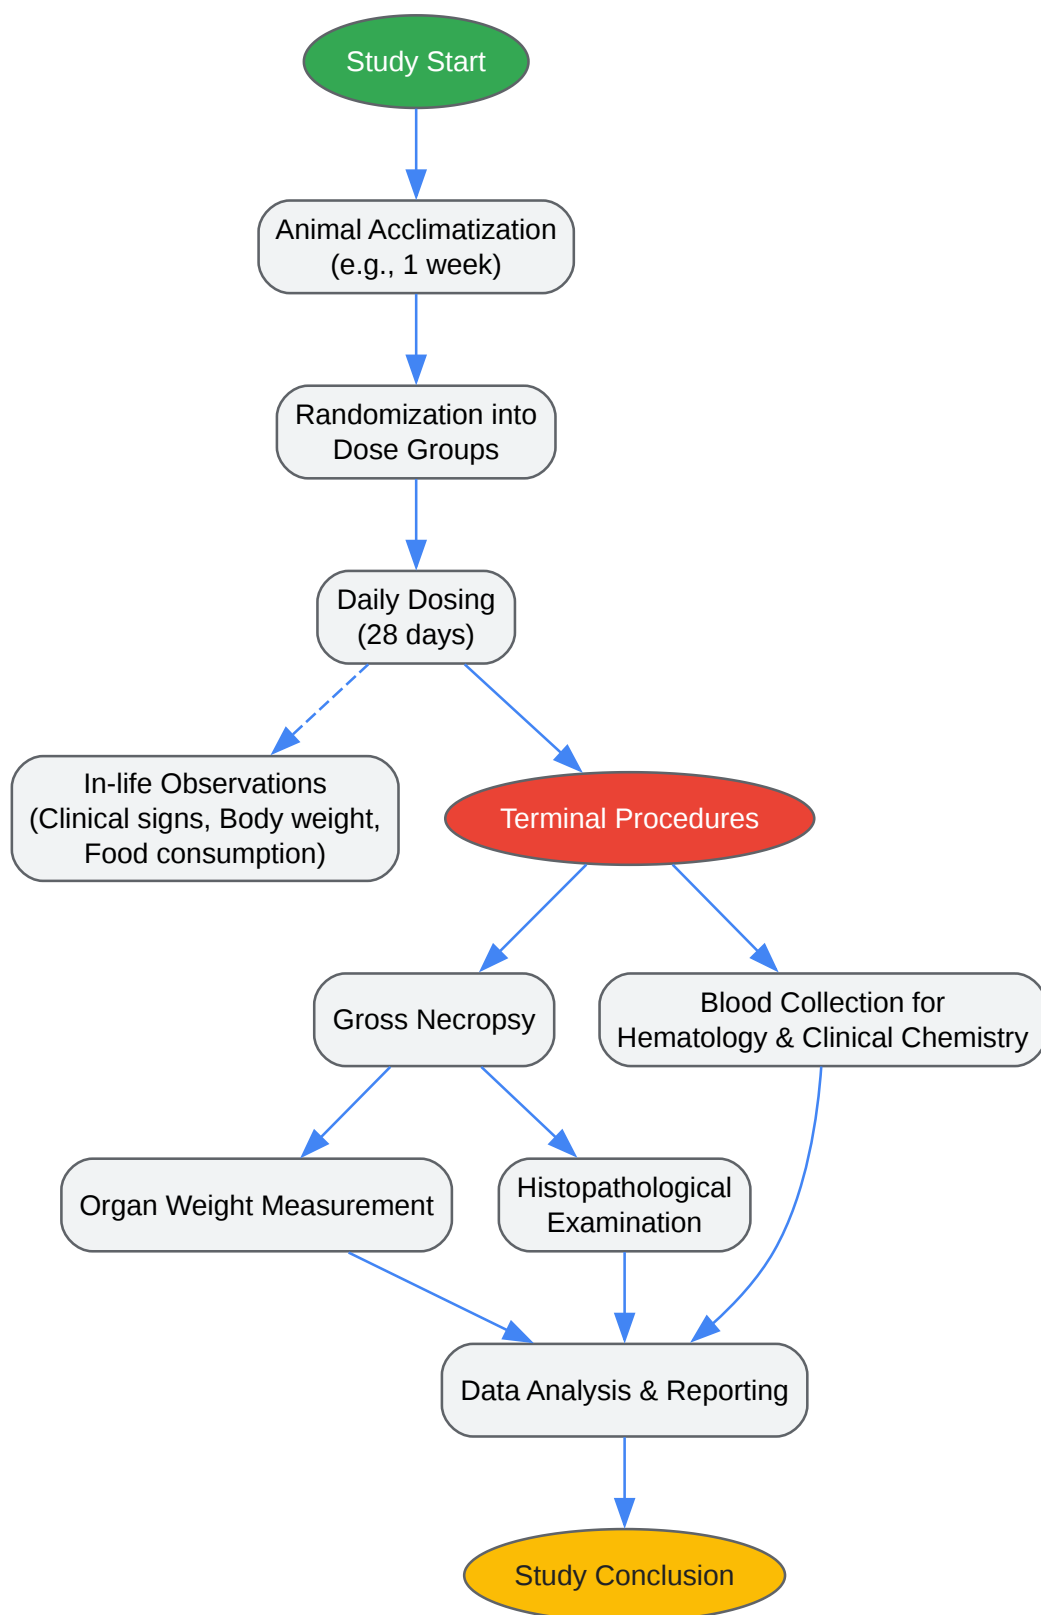 Study Start
Animal Acclimatization
(e.g., 1 week)
Randomization into
Dose Groups
Daily Dosing
(28 days)
In-life Observations
(Clinical signs, Body weight,
Food consumption)
Terminal Procedures
Gross Necropsy
Blood Collection for
Hematology & Clinical Chemistry
Organ Weight Measurement
Histopathological
Examination
Data Analysis & Reporting
Study Conclusion